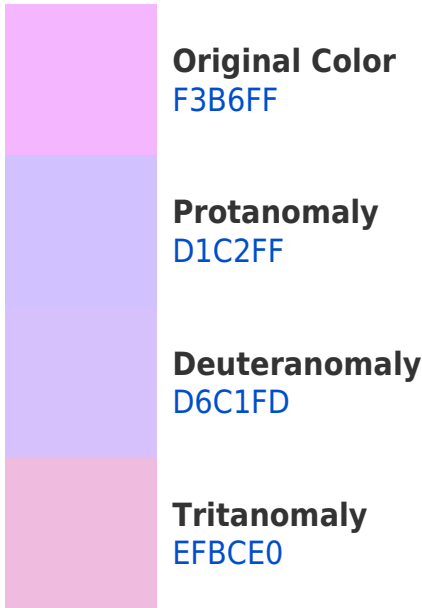 Original Color
F3B6FF
Protanomaly
D1C2FF
Deuteranomaly
D6C1FD
Tritanomaly
EFBCE0